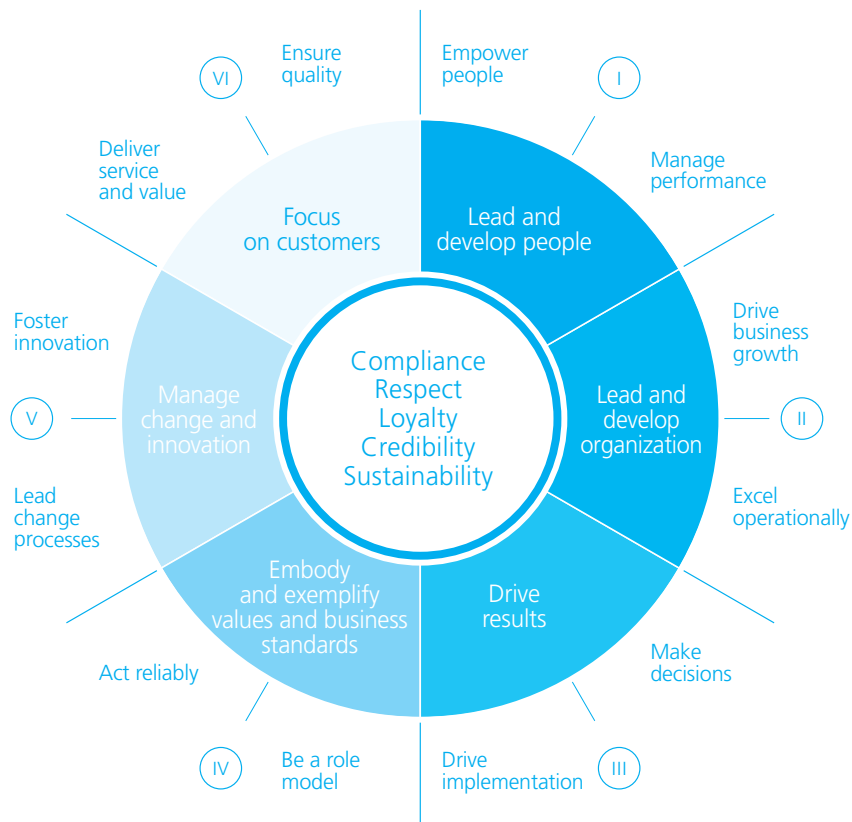 Ensure
quality
Empower
people
VI
I
Deliver
service
and value
Manage
performance
Focus
on customers
Lead and
develop people
Foster
innovation
Drive
business
growth
Compliance
Respect
Loyalty
Credibility
Sustainability
V
Manage
change and
innovation
Lead and
develop
organization
II
Lead
change
processes
Excel
operationally
Embody
and exemplify
values and business
standards
Drive
results
Act reliably
Make
decisions
IV
Be a role
model
Drive
implementation
III